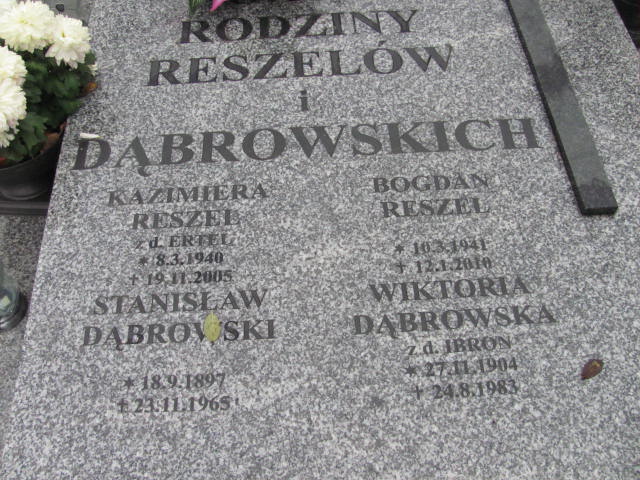 RODZINY
RESZELÓW
i
DĄBROWSKICH
KAZIMIERA
RESZEL
z d. ERTEL
* 8.3.1940
† 19.11.2005
BOGDAN
RESZEL
* 10.3.1941
† 12.1.2010
STANISŁAW
DĄBROWSKI
* 18.9.1897
† 23.11.1965
WIKTORIA
DĄBROWSKA
z d. IBRON
* 27.11.1904
† 24.8.1983